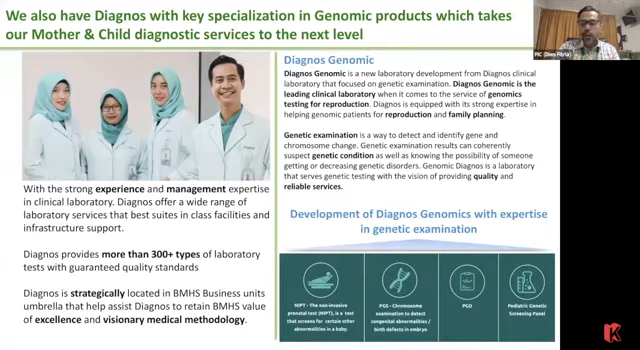 We also have Diagnos with key specialization in Genomic products which takes
our Mother & Child diagnostic services to the next level
PIC (Dies Fitria)
With the strong experience and management expertise
in clinical laboratory. Diagnos offer a wide range of
laboratory services that best suites in class facilities and
infrastructure support.
Diagnos provides more than 300+ types of laboratory
tests with guaranteed quality standards
Diagnos is strategically located in BMHS Business units
umbrella that help assist Diagnos to retain BMHS value
of excellence and visionary medical methodology.
Diagnos Genomic
Diagnos Genomic is a new laboratory development from Diagnos clinical
laboratory that focused on genetic examination. Diagnos Genomic is the
leading clinical laboratory when it comes to the service of genomics
testing for reproduction. Diagnos is equipped with its strong expertise in
helping genomic patients for reproduction and family planning.
Genetic examination is a way to detect and identify gene and
chromosome change. Genetic examination results can coherently
suspect genetic condition as well as knowing the possibility of someone
getting or decreasing genetic disorders. Genomic Diagnos is a laboratory
that serves genetic testing with the vision of providing quality and
reliable services.
Development of Diagnos Genomics with expertise
in genetic examination
NIPT - The non-invasive
prenatal test (NIPT), is a test
that screens for certain other
abnormalities in a baby.
PGS - Chromosome
examination to detect
congenital abnormalities /
birth defects in embryo
PGD
Pediatric Genetic
Screening Panel